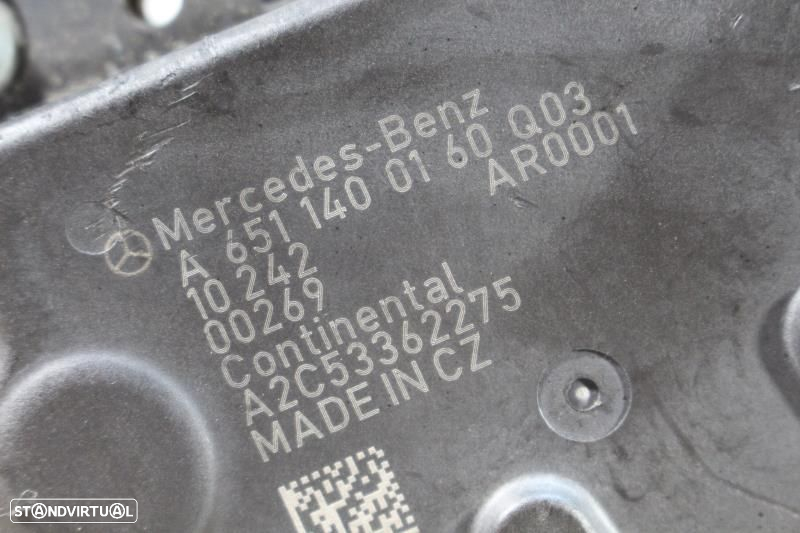 Mercedes-Benz
A 651 140 01 60 Q03
AR0001
10 242
00269
Continental
A2C53362275
MADE IN CZ
STANDVIRTUAL